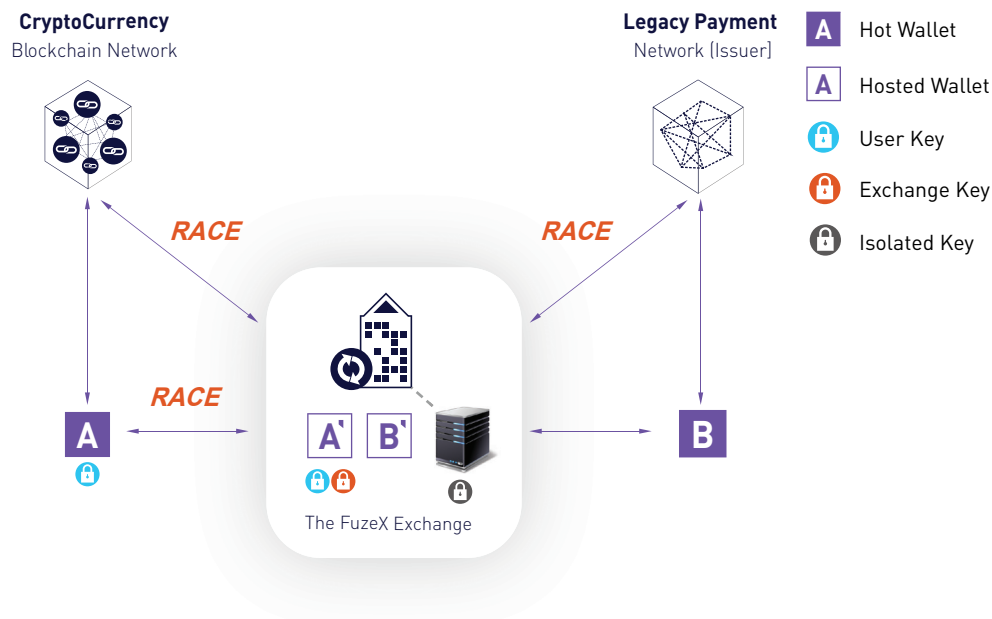 CryptoCurrency
Blockchain Network
Legacy Payment
Network (Issuer]
A Hot Wallet
A Hosted Wallet
User Key
Exchange Key
Isolated Key
RACE
RACE
RACE
A
A'
B'
B
The FuzeX Exchange